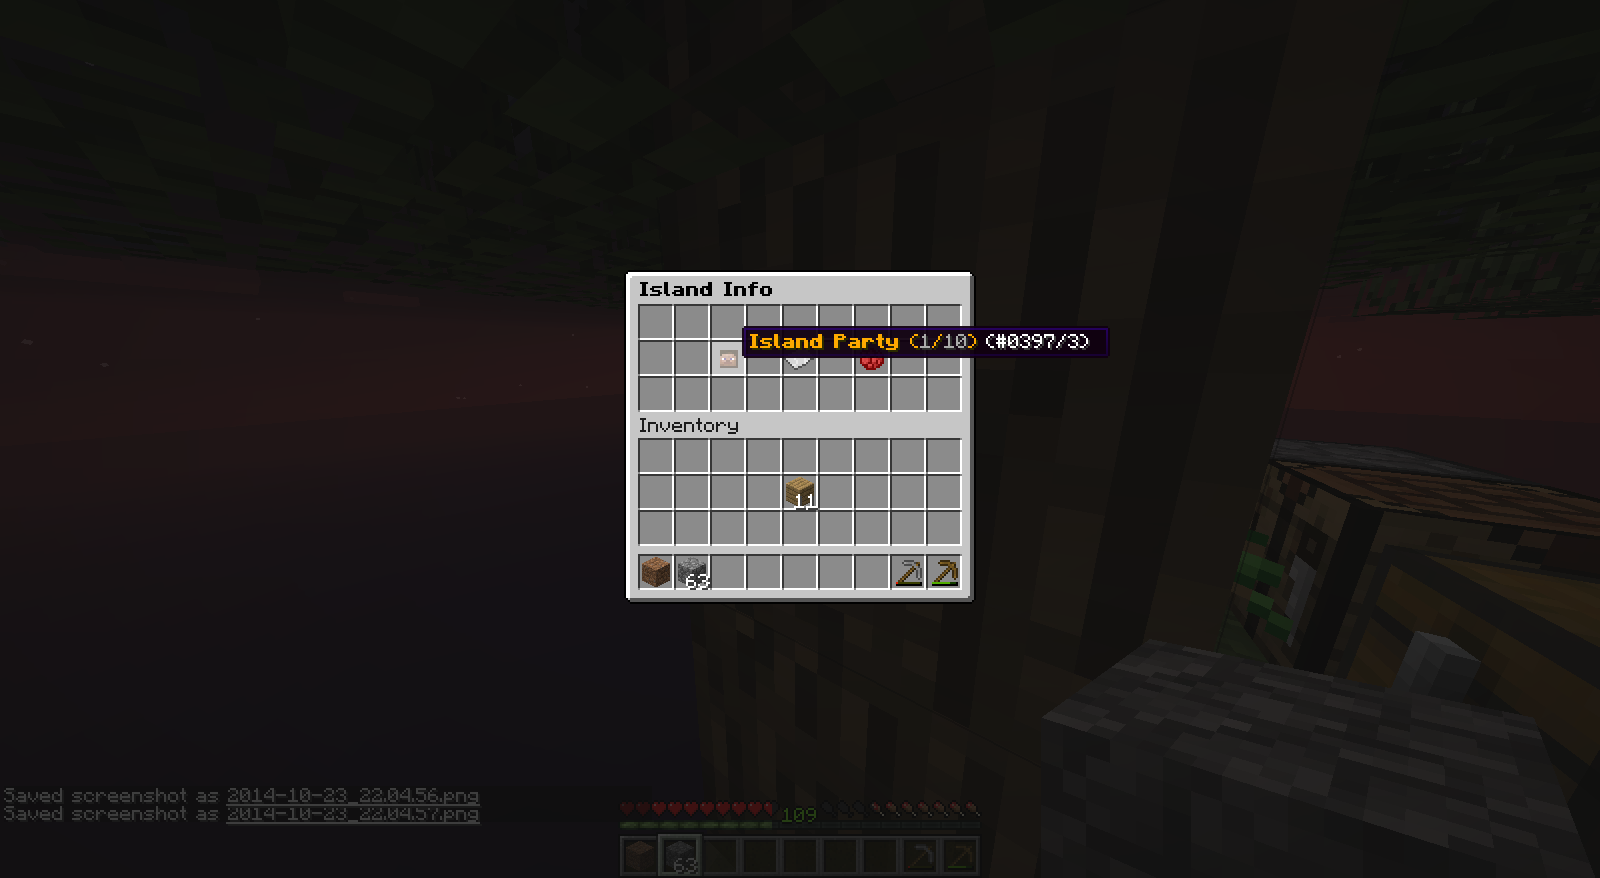 Island Info
Island Party (1/10) (#0397/3)
Inventory
11
63
Saved screenshot as 2014-10-23_22.04.56.png
Saved screenshot as 2014-10-23_22.04.57.png
109
63